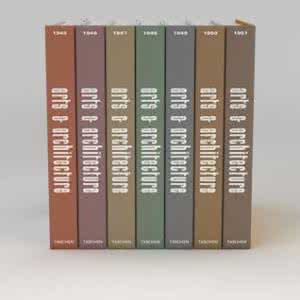 1945
arts & architecture
TASCHEN
1946
arts & architecture
TASCHEN
1947
arts & architecture
TASCHEN
1948
arts & architecture
TASCHEN
1949
arts & architecture
TASCHEN
1950
arts & architecture
TASCHEN
1951
arts & architecture
TASCHEN